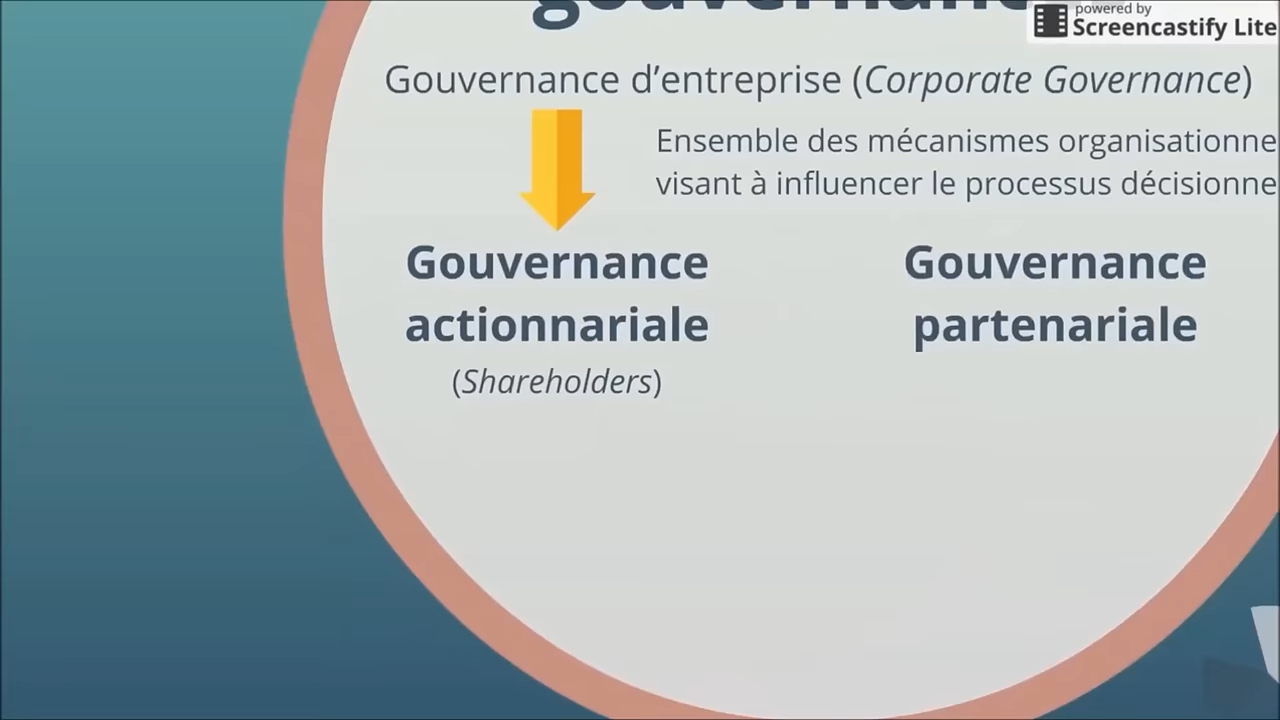 powered by
Screencastify Lite
Gouvernance d'entreprise (Corporate Governance)
Ensemble des mécanismes organisationne
visant à influencer le processus décisionne
Gouvernance
actionnariale
(Shareholders)
Gouvernance
partenariale